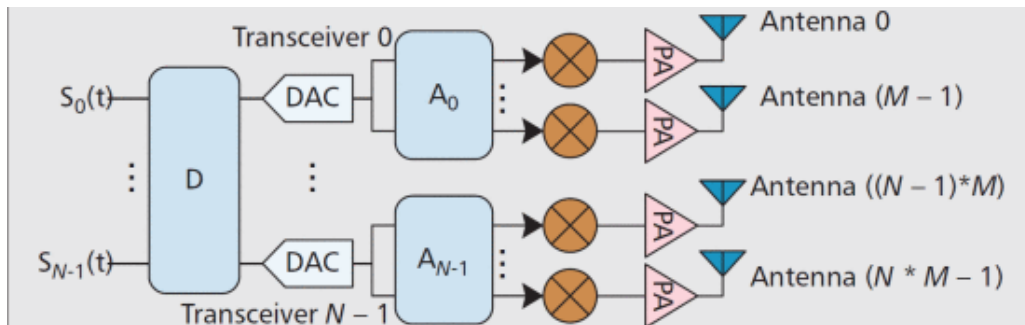 Transceiver 0
Antenna 0
S0(t)
DAC
A0
PA
PA
Antenna (M – 1)
D
Antenna ((N – 1)*M)
SN-1(t)
DAC
AN-1
PA
PA
Antenna (N * M – 1)
Transceiver N – 1